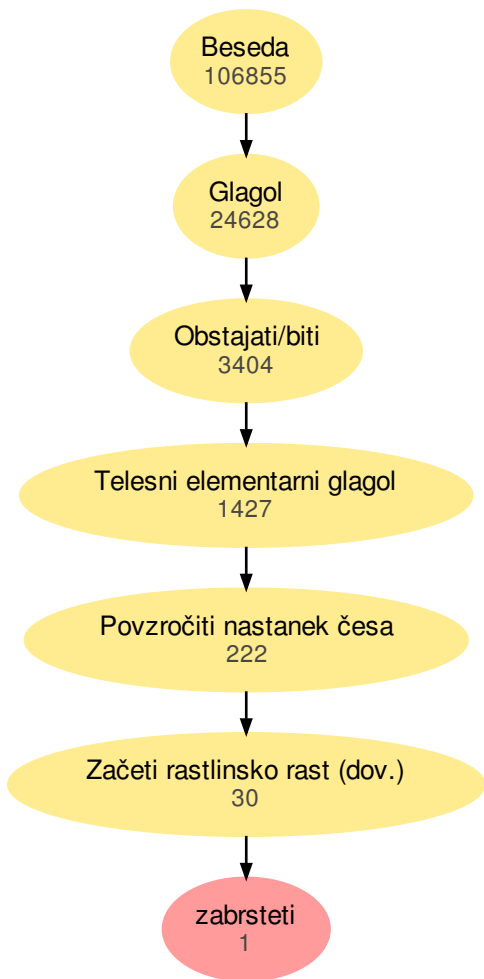 Beseda
106855
Glagol
24628
Obstajati/biti
3404
Telesni elementarni glagol
1427
Povzročiti nastanek česa
222
Začeti rastlinsko rast (dov.)
30
zabrsteti
1